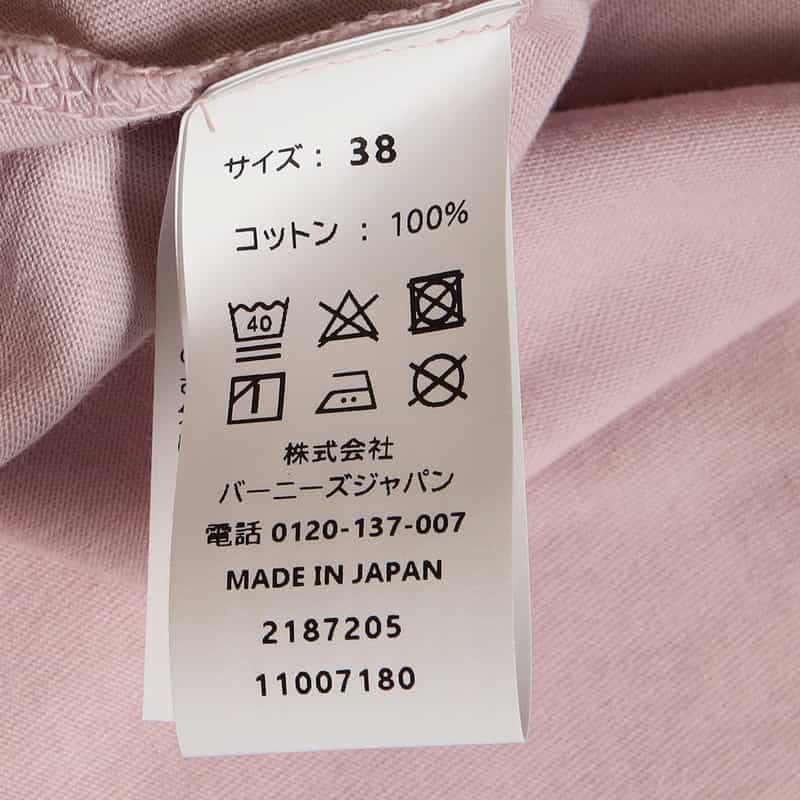 サイズ : 38
コットン : 100%
40
株式会社
バーニーズジャパン
電話 0120-137-007
MADE IN JAPAN
2187205
11007180